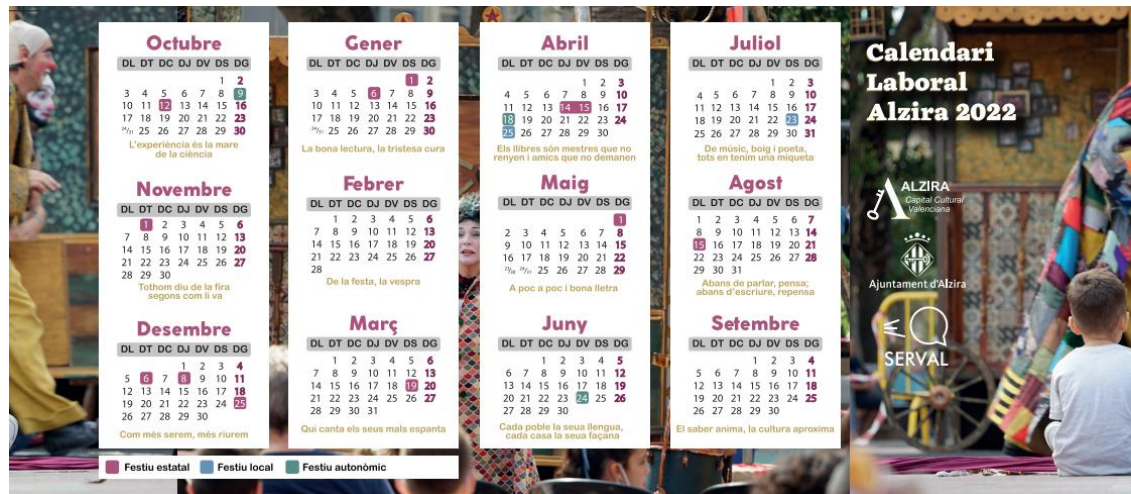 Octubre
DL DT DC DJ DV DS DG
1 2
3 4 5 6 7 8 9
10 11 12 13 14 15 16
17 18 19 20 21 22 23
24/31 25 26 27 28 29 30
L'experiència és la mare
de la ciència
Novembre
DL DT DC DJ DV DS DG
1 2 3 4 5 6
7 8 9 10 11 12 13
14 15 16 17 18 19 20
21 22 23 24 25 26 27
28 29 30
Tothom diu de la fira
segons com li va
Desembre
DL DT DC DJ DV DS DG
1 2 3 4
5 6 7 8 9 10 11
12 13 14 15 16 17 18
19 20 21 22 23 24 25
26 27 28 29 30
Com més serem, més riurem
Gener
DL DT DC DJ DV DS DG
1 2
3 4 5 6 7 8 9
10 11 12 13 14 15 16
17 18 19 20 21 22 23
24/31 25 26 27 28 29 30
La bona lectura, la tristesa cura
Febrer
DL DT DC DJ DV DS DG
1 2 3 4 5 6
7 8 9 10 11 12 13
14 15 16 17 18 19 20
21 22 23 24 25 26 27
28
De la festa, la vespra
Març
DL DT DC DJ DV DS DG
1 2 3 4 5 6
7 8 9 10 11 12 13
14 15 16 17 18 19 20
21 22 23 24 25 26 27
28 29 30 31
Qui canta els seus mals espanta
Abril
DL DT DC DJ DV DS DG
1 2 3
4 5 6 7 8 9 10
11 12 13 14 15 16 17
18 19 20 21 22 23 24
25 26 27 28 29 30
Els llibres són mestres que no
renyen i amics que no demanen
Maig
DL DT DC DJ DV DS DG
1
2 3 4 5 6 7 8
9 10 11 12 13 14 15
16 17 18 19 20 21 22
23/30 24/31 25 26 27 28 29
A poc a poc i bona lletra
Juny
DL DT DC DJ DV DS DG
1 2 3 4 5
6 7 8 9 10 11 12
13 14 15 16 17 18 19
20 21 22 23 24 25 26
27 28 29 30
Cada poble la seua llengua,
cada casa la seua façana
Juliol
DL DT DC DJ DV DS DG
1 2 3
4 5 6 7 8 9 10
11 12 13 14 15 16 17
18 19 20 21 22 23 24
25 26 27 28 29 30 31
De músic, boig i poeta,
tots en tenim una miqueta
Agost
DL DT DC DJ DV DS DG
1 2 3 4 5 6 7
8 9 10 11 12 13 14
15 16 17 18 19 20 21
22 23 24 25 26 27 28
29 30 31
Abans de parlar, pensa;
abans d'escriure, repensa
Setembre
DL DT DC DJ DV DS DG
1 2 3 4
5 6 7 8 9 10 11
12 13 14 15 16 17 18
19 20 21 22 23 24 25
26 27 28 29 30
El saber anima, la cultura aproxima
Festiu estatal Festiu local Festiu autonòmic
Calendari
Laboral
Alzira 2022
ALZIRA
Capital Cultural
Valenciana
Ajuntament d'Alzira
SERVAL